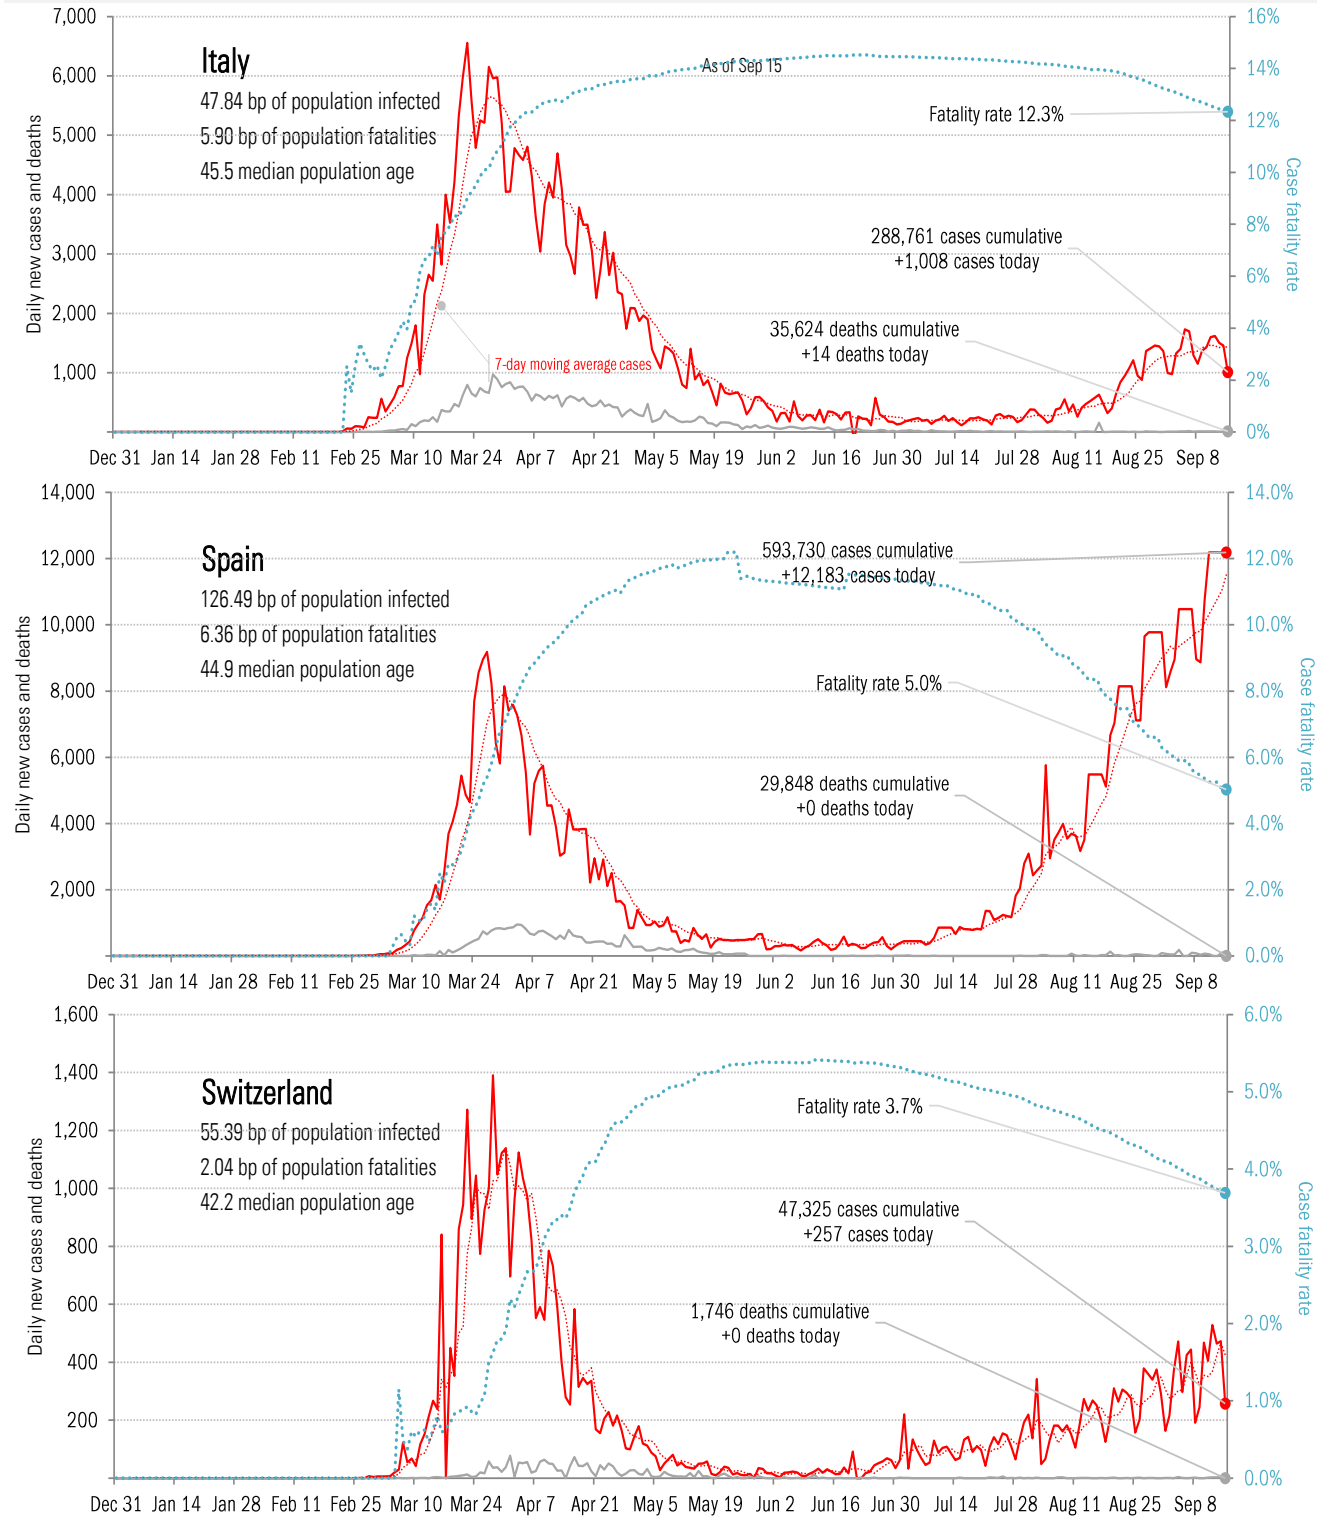 7,000
6,000
5,000
4,000
3,000
2,000
1,000
Daily new cases and deaths
Italy
47.84 bp of population infected
5.90 bp of population fatalities
45.5 median population age
As of Sep 15
Fatality rate 12.3%
288,761 cases cumulative
+1,008 cases today
35,624 deaths cumulative
+14 deaths today
7-day moving average cases
16%
14%
12%
10%
8%
6%
4%
2%
0%
Case fatality rate
Dec 31 Jan 14 Jan 28 Feb 11 Feb 25 Mar 10 Mar 24 Apr 7 Apr 21 May 5 May 19 Jun 2 Jun 16 Jun 30 Jul 14 Jul 28 Aug 11 Aug 25 Sep 8
14,000
12,000
10,000
8,000
6,000
4,000
2,000
Daily new cases and deaths
Spain
126.49 bp of population infected
6.36 bp of population fatalities
44.9 median population age
593,730 cases cumulative
+12,183 cases today
Fatality rate 5.0%
29,848 deaths cumulative
+0 deaths today
14.0%
12.0%
10.0%
8.0%
6.0%
4.0%
2.0%
0.0%
Case fatality rate
Dec 31 Jan 14 Jan 28 Feb 11 Feb 25 Mar 10 Mar 24 Apr 7 Apr 21 May 5 May 19 Jun 2 Jun 16 Jun 30 Jul 14 Jul 28 Aug 11 Aug 25 Sep 8
1,600
1,400
1,200
1,000
800
600
400
200
Daily new cases and deaths
Switzerland
55.39 bp of population infected
2.04 bp of population fatalities
42.2 median population age
Fatality rate 3.7%
47,325 cases cumulative
+257 cases today
1,746 deaths cumulative
+0 deaths today
6.0%
5.0%
4.0%
3.0%
2.0%
1.0%
0.0%
Case fatality rate
Dec 31 Jan 14 Jan 28 Feb 11 Feb 25 Mar 10 Mar 24 Apr 7 Apr 21 May 5 May 19 Jun 2 Jun 16 Jun 30 Jul 14 Jul 28 Aug 11 Aug 25 Sep 8